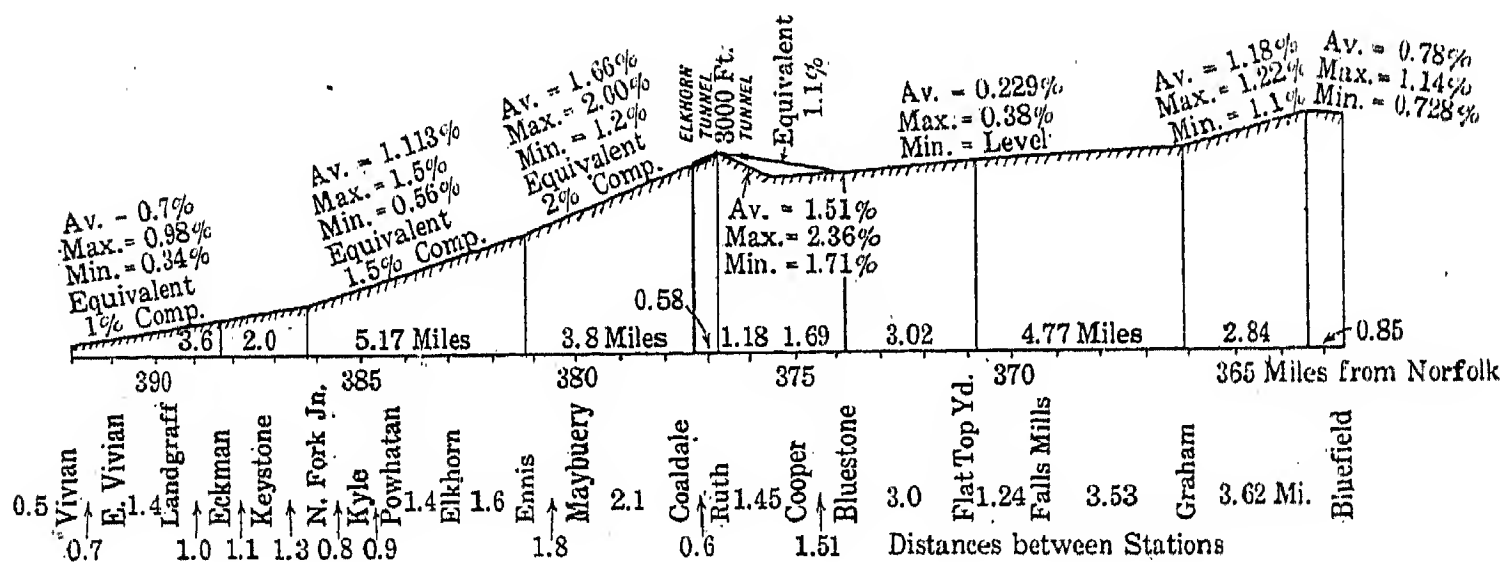 Av. - 0.7%
Max. = 0.98%
Min. = 0.34%
Equivalent
1% Comp.
Av. = 1.113%
Max. = 1.5%
Min. = 0.56%
Equivalent
1.5% Comp.
Av. = 1.66%
Max. = 2.00%
Min. = 1.2%
Equivalent
2% Comp.
ELKHORN
TUNNEL
3000 Ft.
TUNNEL
Equivalent
1.1%
Av. = 1.51%
Max. = 2.36%
Min. = 1.71%
Av. - 0.229%
Max. = 0.38%
Min. = Level
Av. = 1.18%
Max. = 1.22%
Min. = 1.1%
Av. = 0.78%
Max. = 1.14%
Min. = 0.728%
3.6 2.0 5.17 Miles 3.8 Miles 0.58 1.18 1.69 3.02 4.77 Miles 2.84 0.85
390 385 380 375 370 365 Miles from Norfolk
Vivian
E. Vivian
Landgraff
Eckman
Keystone
N. Fork Jn.
Kyle
Powhatan
Elkhorn
Ennis
Maybuery
Coaldale
Ruth
Cooper
Bluestone
Flat Top Yd.
Falls Mills
Graham
Bluefield
0.5 1.4 1.4 1.6 2.1 1.45 3.0 1.24 3.53 3.62 Mi.
0.7 1.0 1.1 1.3 0.8 0.9 1.8 0.6 1.51 Distances between Stations